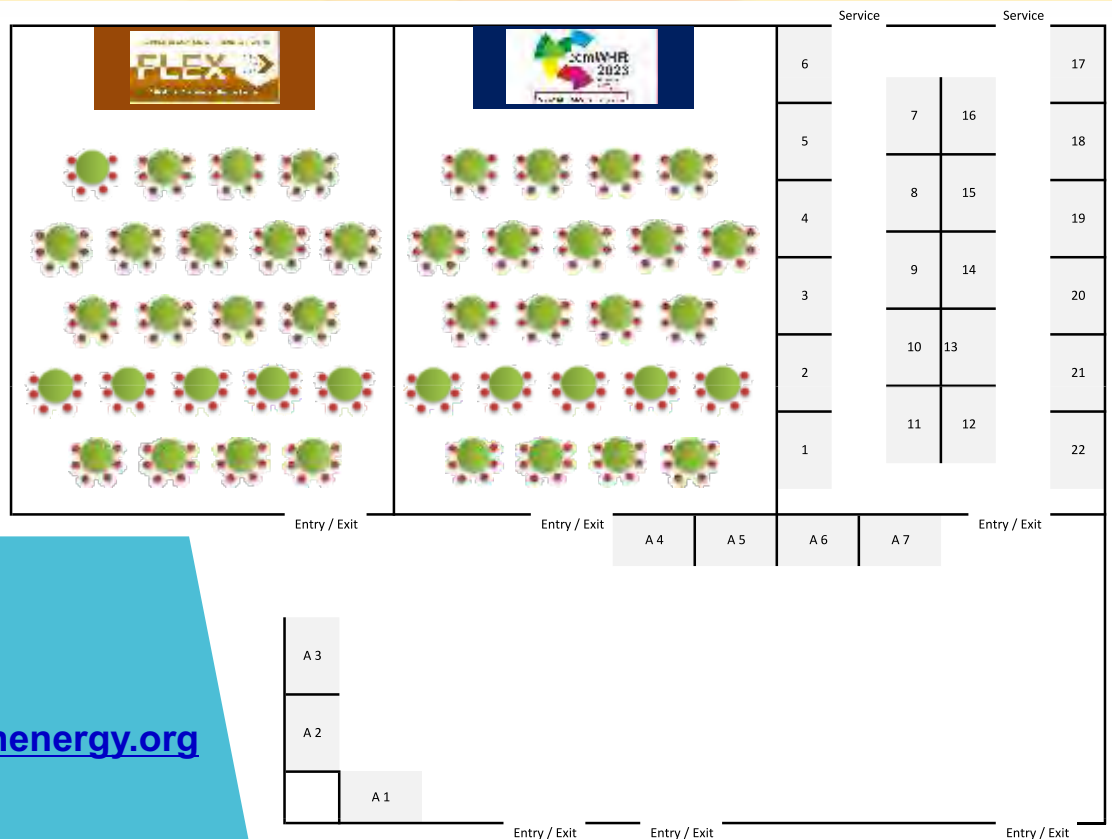 Service
Service
FLEX
cmWHR
2023
6
17
7
16
5
18
8
15
4
19
9
14
3
20
10
13
2
21
11
12
1
22
Entry / Exit
Entry / Exit
Entry / Exit
A 4
A 5
A 6
A 7
A 3
A 2
nenergy.org
A 1
Entry / Exit
Entry / Exit
Entry / Exit